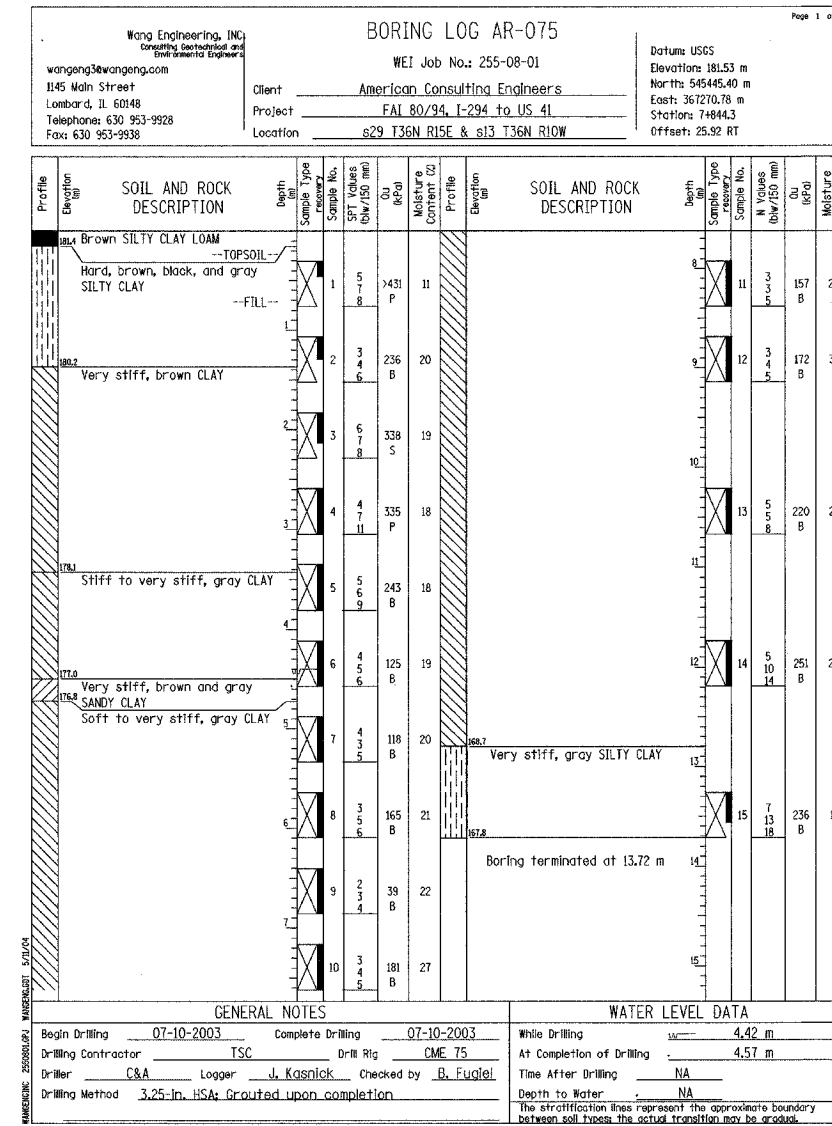 Page 1 o
Wang Engineering, INC
Consulting Geotechnical and
Environmental Engineers
wangeng3@wangeng.com
1145 Main Street
Lombard, IL 60148
Telephone: 630 953-9928
Fax: 630 953-9938
BORING LOG AR-075
WEI Job No.: 255-08-01
Client American Consulting Engineers
Project FAI 80/94, I-294 to US 41
Location s29 T36N R15E & s13 T36N R10W
Datum: USGS
Elevation: 181.53 m
North: 545445.40 m
East: 367270.78 m
Station: 7+844.3
Offset: 25.92 RT
Profile
Elevation (m)
SOIL AND ROCK DESCRIPTION
Depth (m)
Sample Type
recovery
Sample No.
SPT Values (blw/150 mm)
Qu (kPa)
Moisture Content (%)
Profile
Elevation (m)
SOIL AND ROCK DESCRIPTION
Depth (m)
Sample Type
recovery
Sample No.
N Values (blw/150 mm)
Qu (kPa)
Moisture
181.4 Brown SILTY CLAY LOAM
--TOPSOIL--
Hard, brown, black, and gray
SILTY CLAY
--FILL--
1 5 7 8 >431 P 11
1
2 3 4 6 236 B 20
180.2
Very stiff, brown CLAY
2
3 6 7 8 338 S 19
4 4 7 11 335 P 18
3
178.1
Stiff to very stiff, gray CLAY
5 5 6 9 243 B 18
4
6 4 5 6 125 B 19
177.0
Very stiff, brown and gray
176.8 SANDY CLAY
Soft to very stiff, gray CLAY
5
7 4 3 5 118 B 20
8 3 5 6 165 B 21
6
9 2 3 4 39 B 22
7
10 3 4 5 181 B 27
8
11 3 3 5 157 B 2
9
12 3 4 5 172 B 3
10
13 5 5 8 220 B 2
11
12
14 5 10 14 251 B 2
168.7
Very stiff, gray SILTY CLAY
13
15 7 13 18 236 B 1
167.8
Boring terminated at 13.72 m
14
15
GENERAL NOTES
Begin Drilling 07-10-2003 Complete Drilling 07-10-2003
Drilling Contractor TSC Drill Rig CME 75
Driller C&A Logger J. Kasnick Checked by B. Fugiel
Drilling Method 3.25-in. HSA; Grouted upon completion
WATER LEVEL DATA
While Drilling 4.42 m
At Completion of Drilling 4.57 m
Time After Drilling NA
Depth to Water NA
The stratification lines represent the approximate boundary
between soil types; the actual transition may be gradual.
WANGENGINC 2550801.GPJ WANGENG.GDT 5/11/04